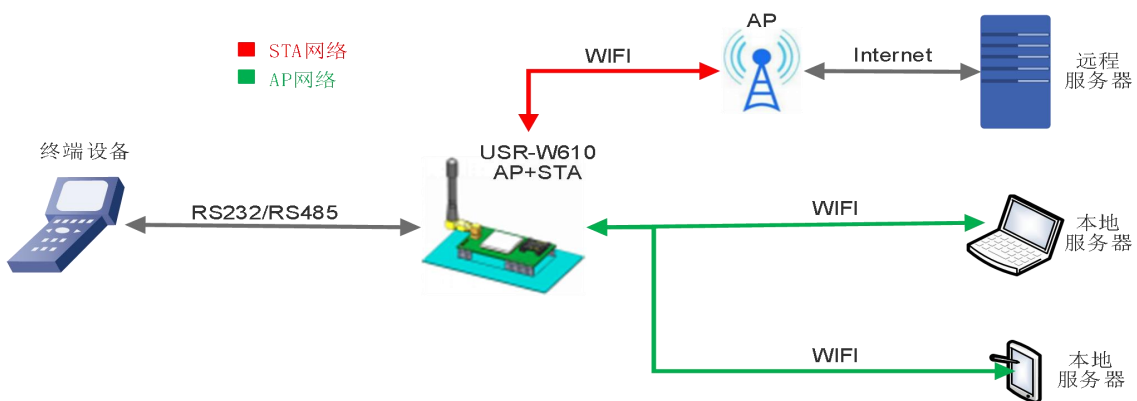 AP
STA网络
WIFI
Internet
AP网络
远程
服务器
终端设备
USR-W610
AP+STA
RS232/RS485
WIFI
本地
服务器
WIFI
本地
服务器